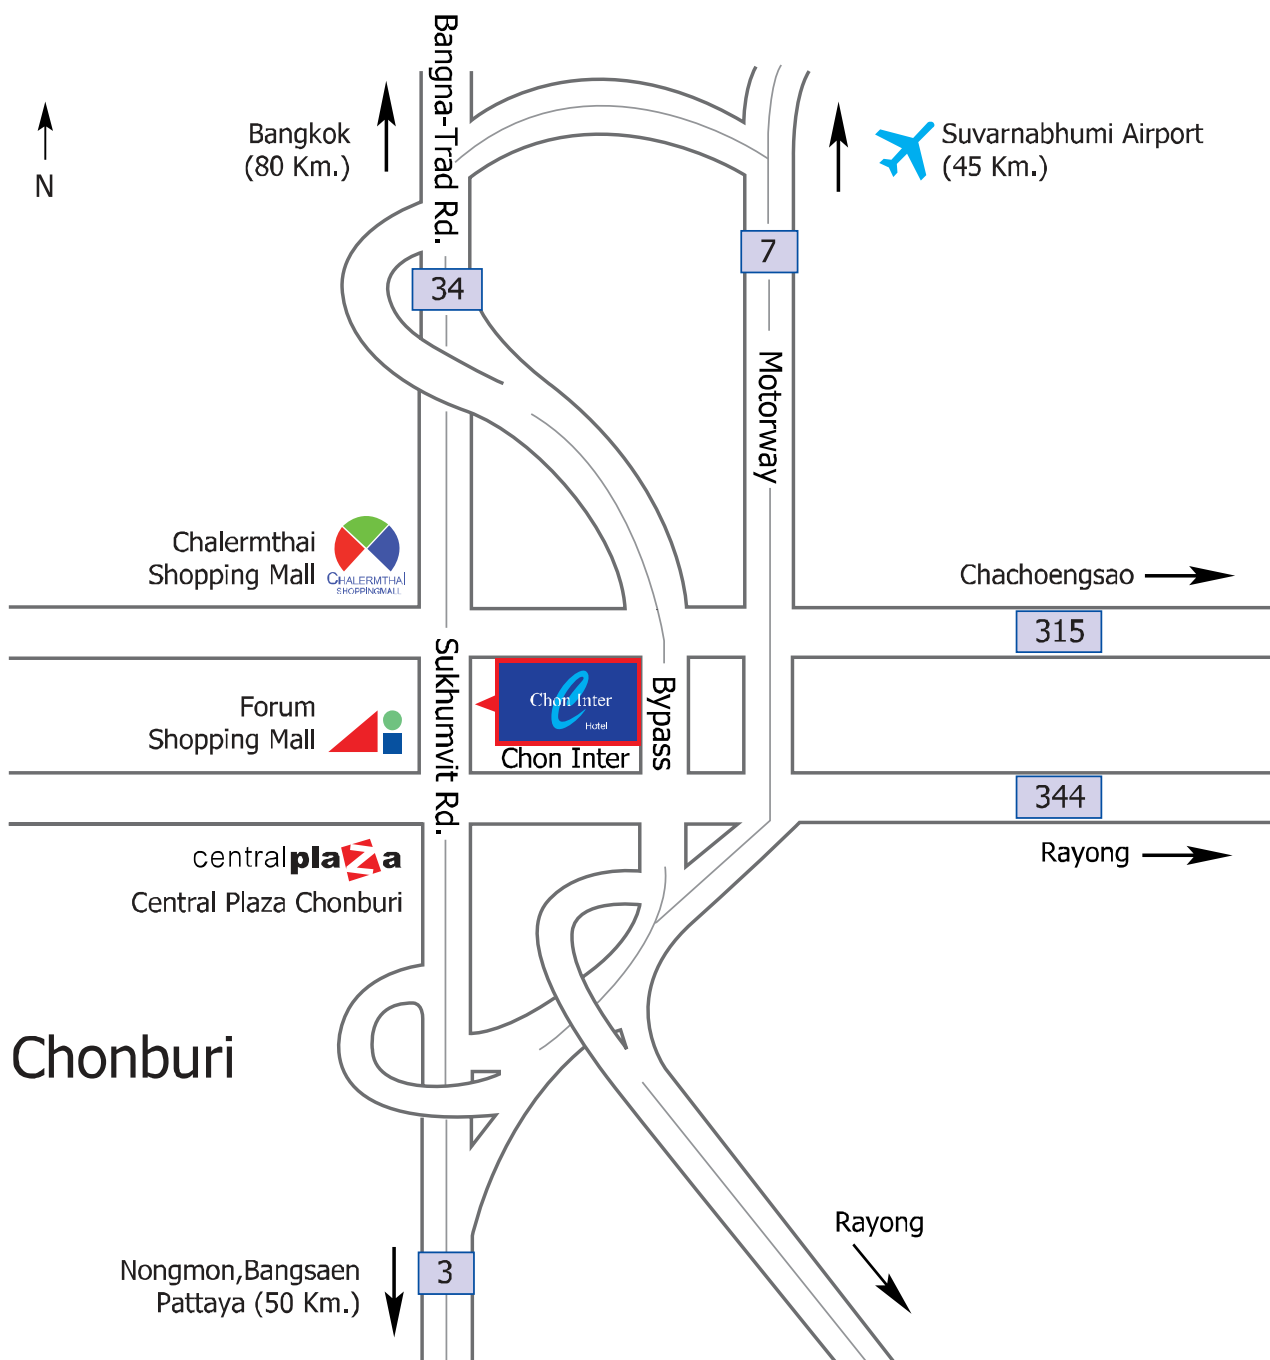 Bangna-Trad Rd.
N
Bangkok
(80 Km.)
Suvarnabhumi Airport
(45 Km.)
34
7
Motorway
Chalermthai
Shopping Mall
CHALERMTHAI
SHOPPINGMALL
Chachoengsao
315
Sukhumvit Rd.
Chon Inter
Hotel
Chon Inter
Bypass
Forum
Shopping Mall
344
Rayong
centralplaza
Central Plaza Chonburi
Chonburi
Rayong
Nongmon,Bangsaen
Pattaya (50 Km.)
3